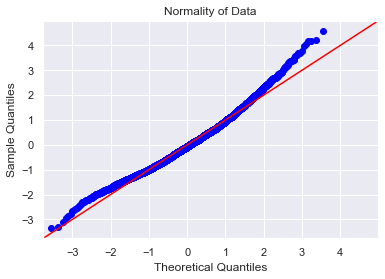 Normality of Data
Sample Quantiles
4
3
2
1
0
−1
−2
−3
−3 −2 −1 0 1 2 3 4
Theoretical Quantiles